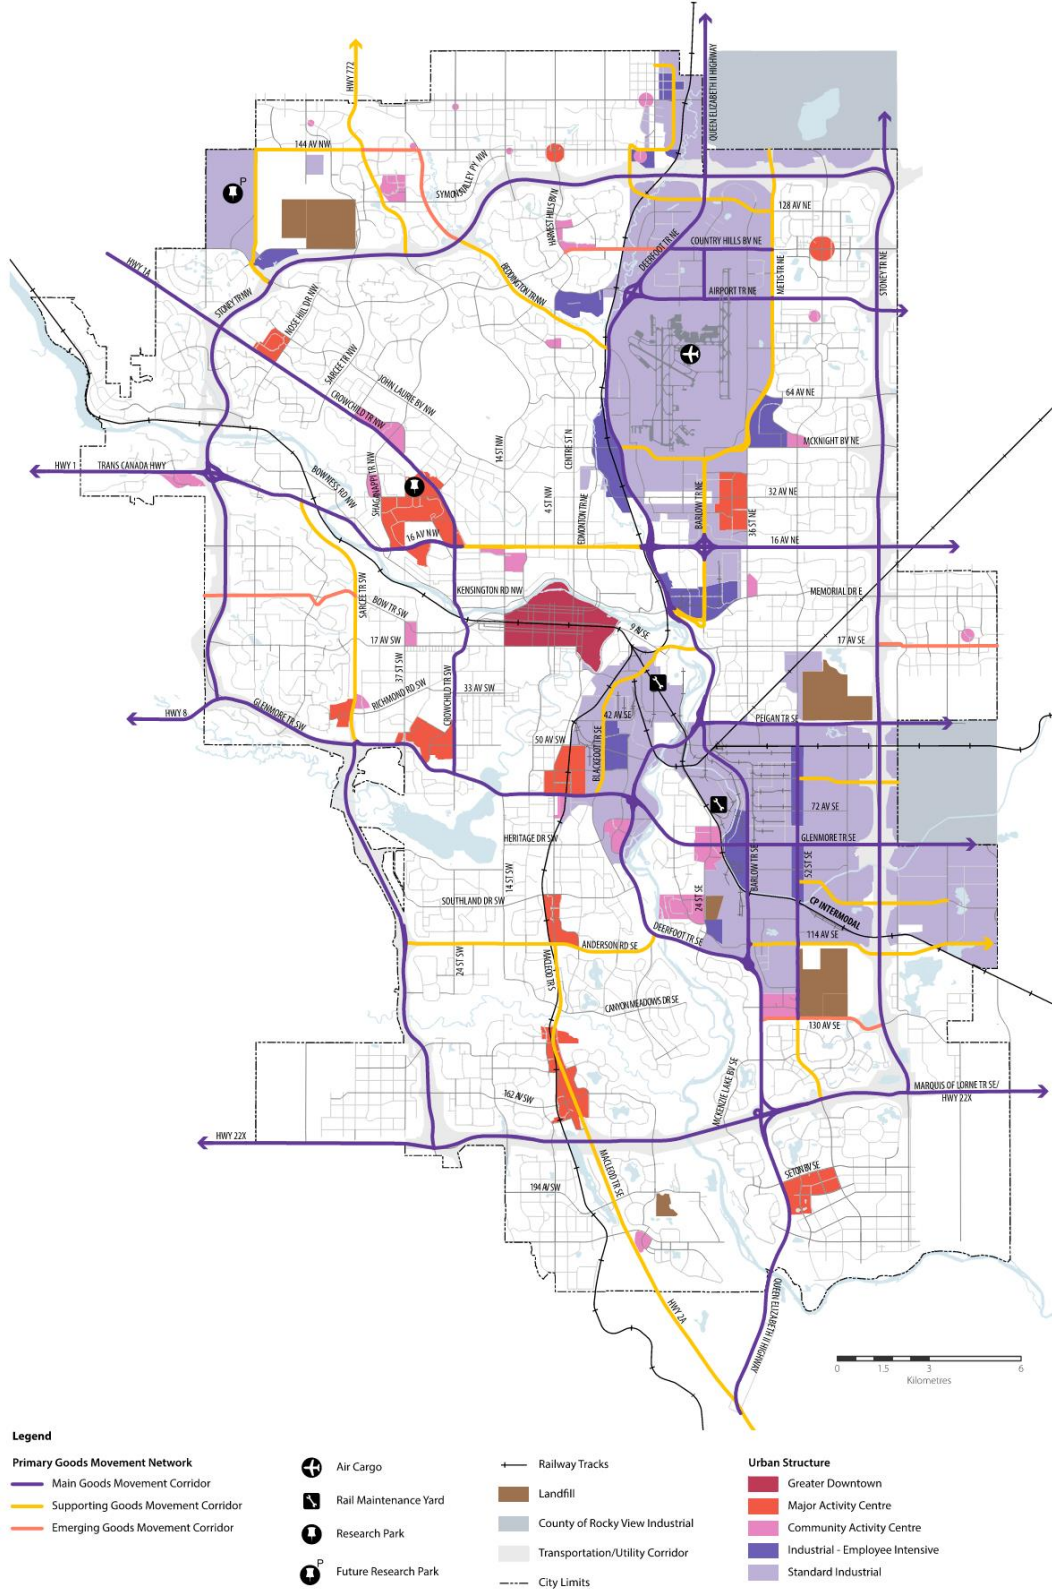 HWY 772
QUEEN ELIZABETH II HIGHWAY
144 AV NW
P
SYMONS VALLEY PY NW
HARVEST HILLS BV N
128 AV NE
COUNTRY HILLS BV NE
DEERFOOT TR NE
METIS TR NE
STONEY TR NE
HWY 1A
BEDDINGTON TR NW
AIRPORT TR NE
STONEY TR NW
NOSE HILL DR NW
SARCEE TR NW
JOHN LAURIE BV NW
CROWCHILD TR NW
64 AV NE
MCKNIGHT BV NE
14 ST NW
CENTRE ST N
HWY 1
TRANS CANADA HWY
BOWNESS RD NW
SHAGANAPPI TR NW
4 ST NW
EDMONTON TR NE
BARLOW TR NE
32 AV NE
36 ST NE
16 AV NW
16 AV NE
KENSINGTON RD NW
MEMORIAL DR E
SARCEE TR SW
BOW TR SW
9 AV SE
17 AV SW
17 AV SE
37 ST SW
RICHMOND RD SW
33 AV SW
CROWCHILD TR SW
HWY 8
GLENMORE TR SW
42 AV SE
PEIGAN TR SE
50 AV SW
BLACKFOOT TR SE
72 AV SE
HERITAGE DR SW
GLENMORE TR SE
14 ST SW
BARLOW TR SE
52 ST SE
24 ST SE
SOUTHLAND DR SW
CP INTERMODAL
DEERFOOT TR SE
114 AV SE
ANDERSON RD SE
24 ST SW
MACLEOD TR S
CANYON MEADOWS DR SE
130 AV SE
MCKENZIE LAKE BV SE
162 AV SW
MARQUIS OF LORNE TR SE/
HWY 22X
HWY 22X
MACLEOD TR SE
SETON BV SE
194 AV SW
HWY 2A
QUEEN ELIZABETH II HIGHWAY
0 1.5 3 6
Kilometres
Legend
Primary Goods Movement Network
Main Goods Movement Corridor
Supporting Goods Movement Corridor
Emerging Goods Movement Corridor
Air Cargo
Rail Maintenance Yard
Research Park
P
Future Research Park
Railway Tracks
Landfill
County of Rocky View Industrial
Transportation/Utility Corridor
City Limits
Urban Structure
Greater Downtown
Major Activity Centre
Community Activity Centre
Industrial - Employee Intensive
Standard Industrial